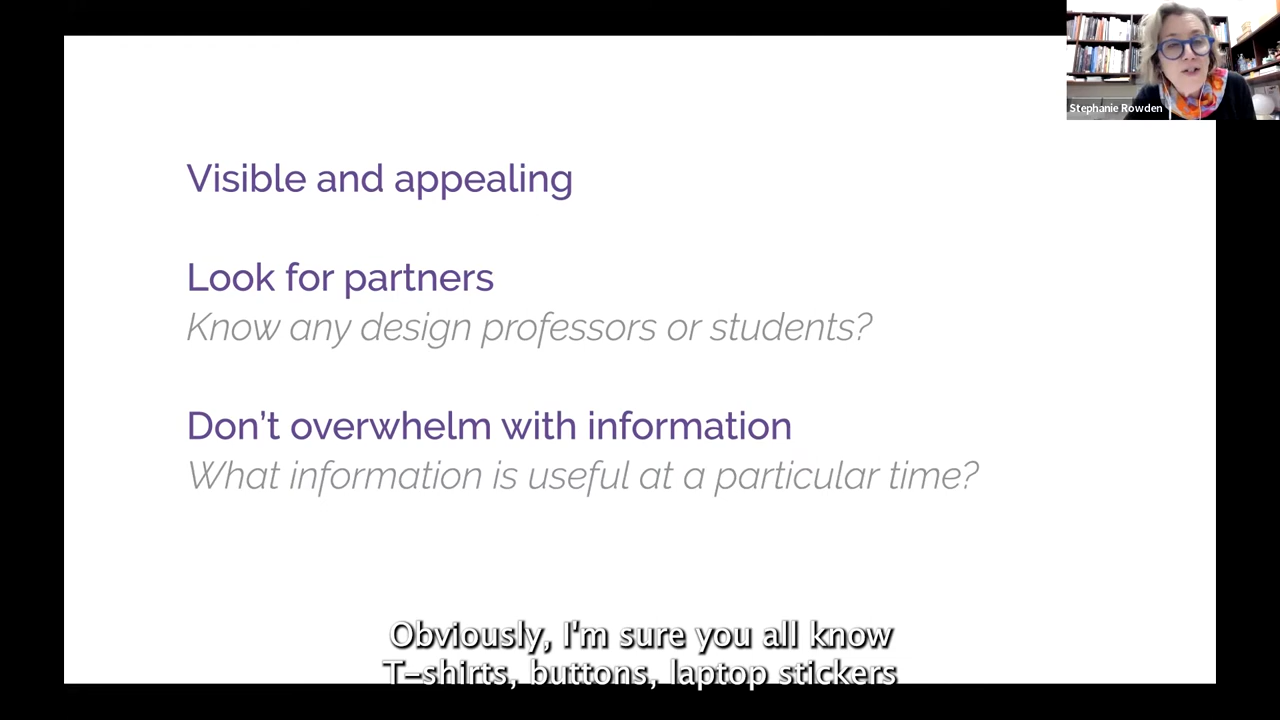 Stephanie Rowden
Visible and appealing
Look for partners
Know any design professors or students?
Don't overwhelm with information
What information is useful at a particular time?
Obviously, I'm sure you all know
T-shirts, buttons, laptop stickers